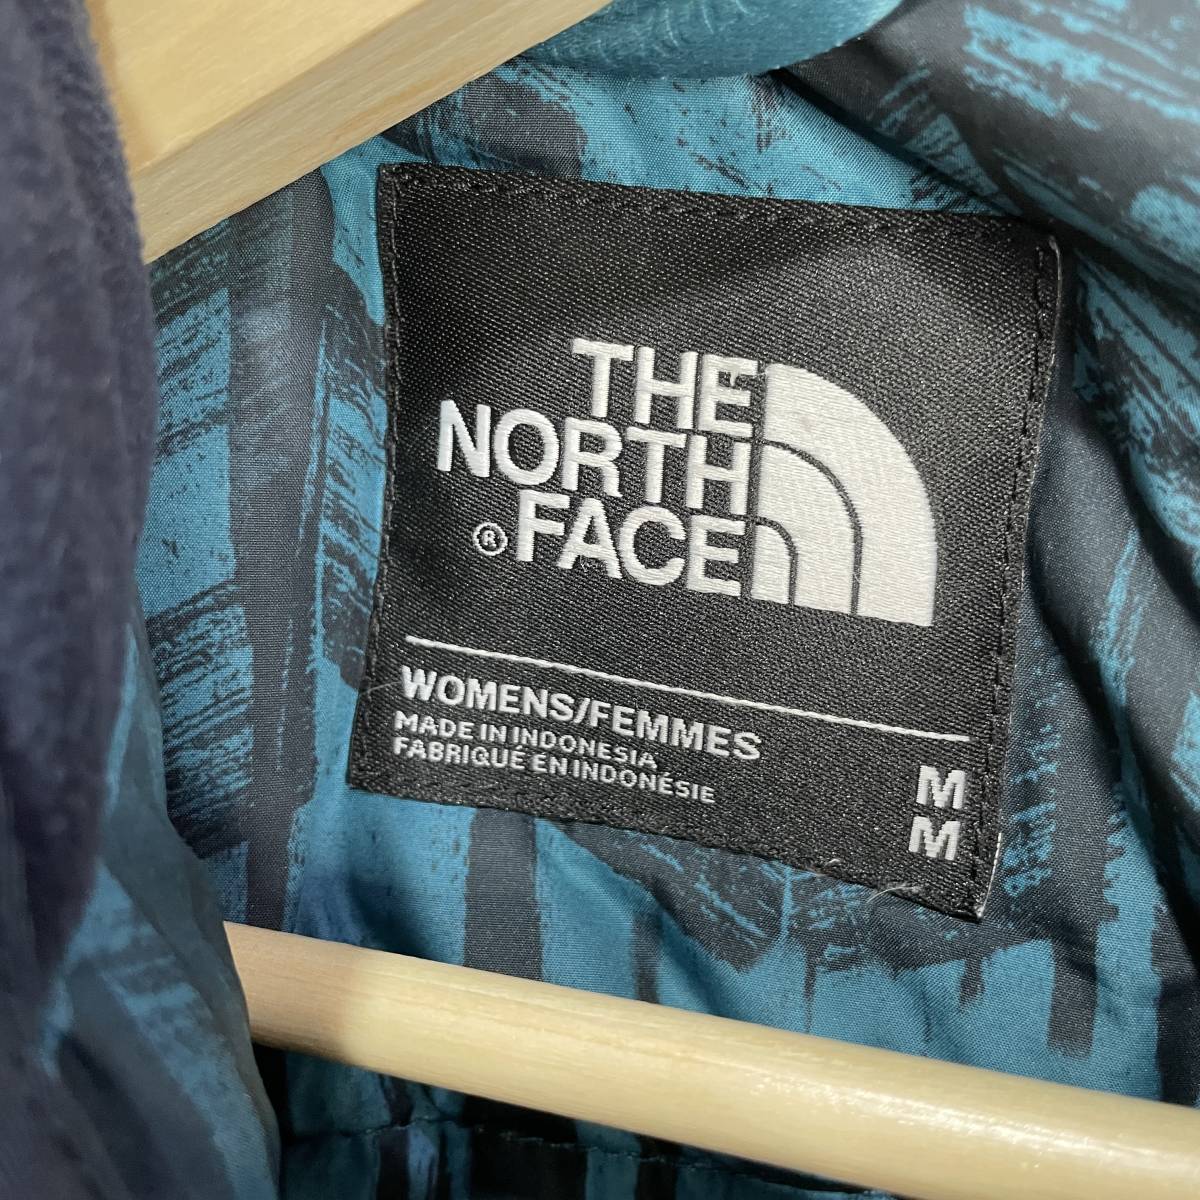 THE
NORTH
® FACE
WOMENS/FEMMES
MADE IN INDONESIA
FABRIQUÉ EN INDONÉSIE
M
M